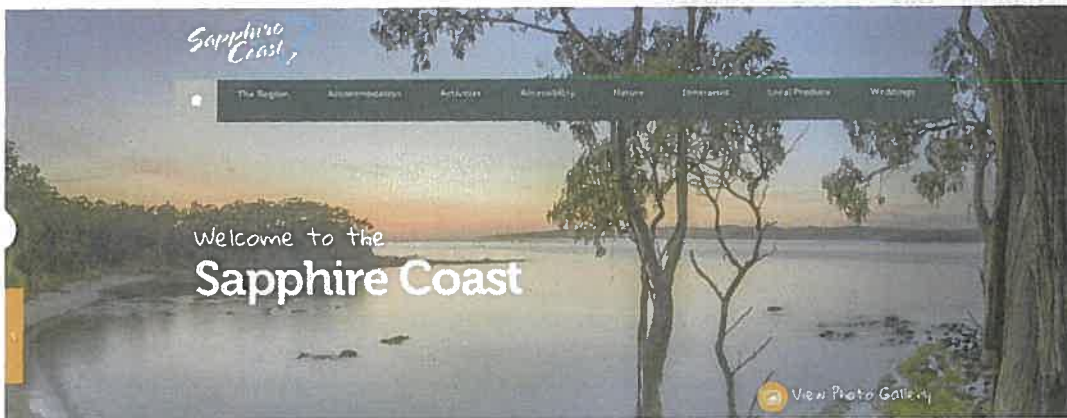 Sapphire
Coast
The Region Accommodation Activities Accessibility Nature Itineraries Local Produce Weddings
Welcome to the
Sapphire Coast
View Photo Gallery